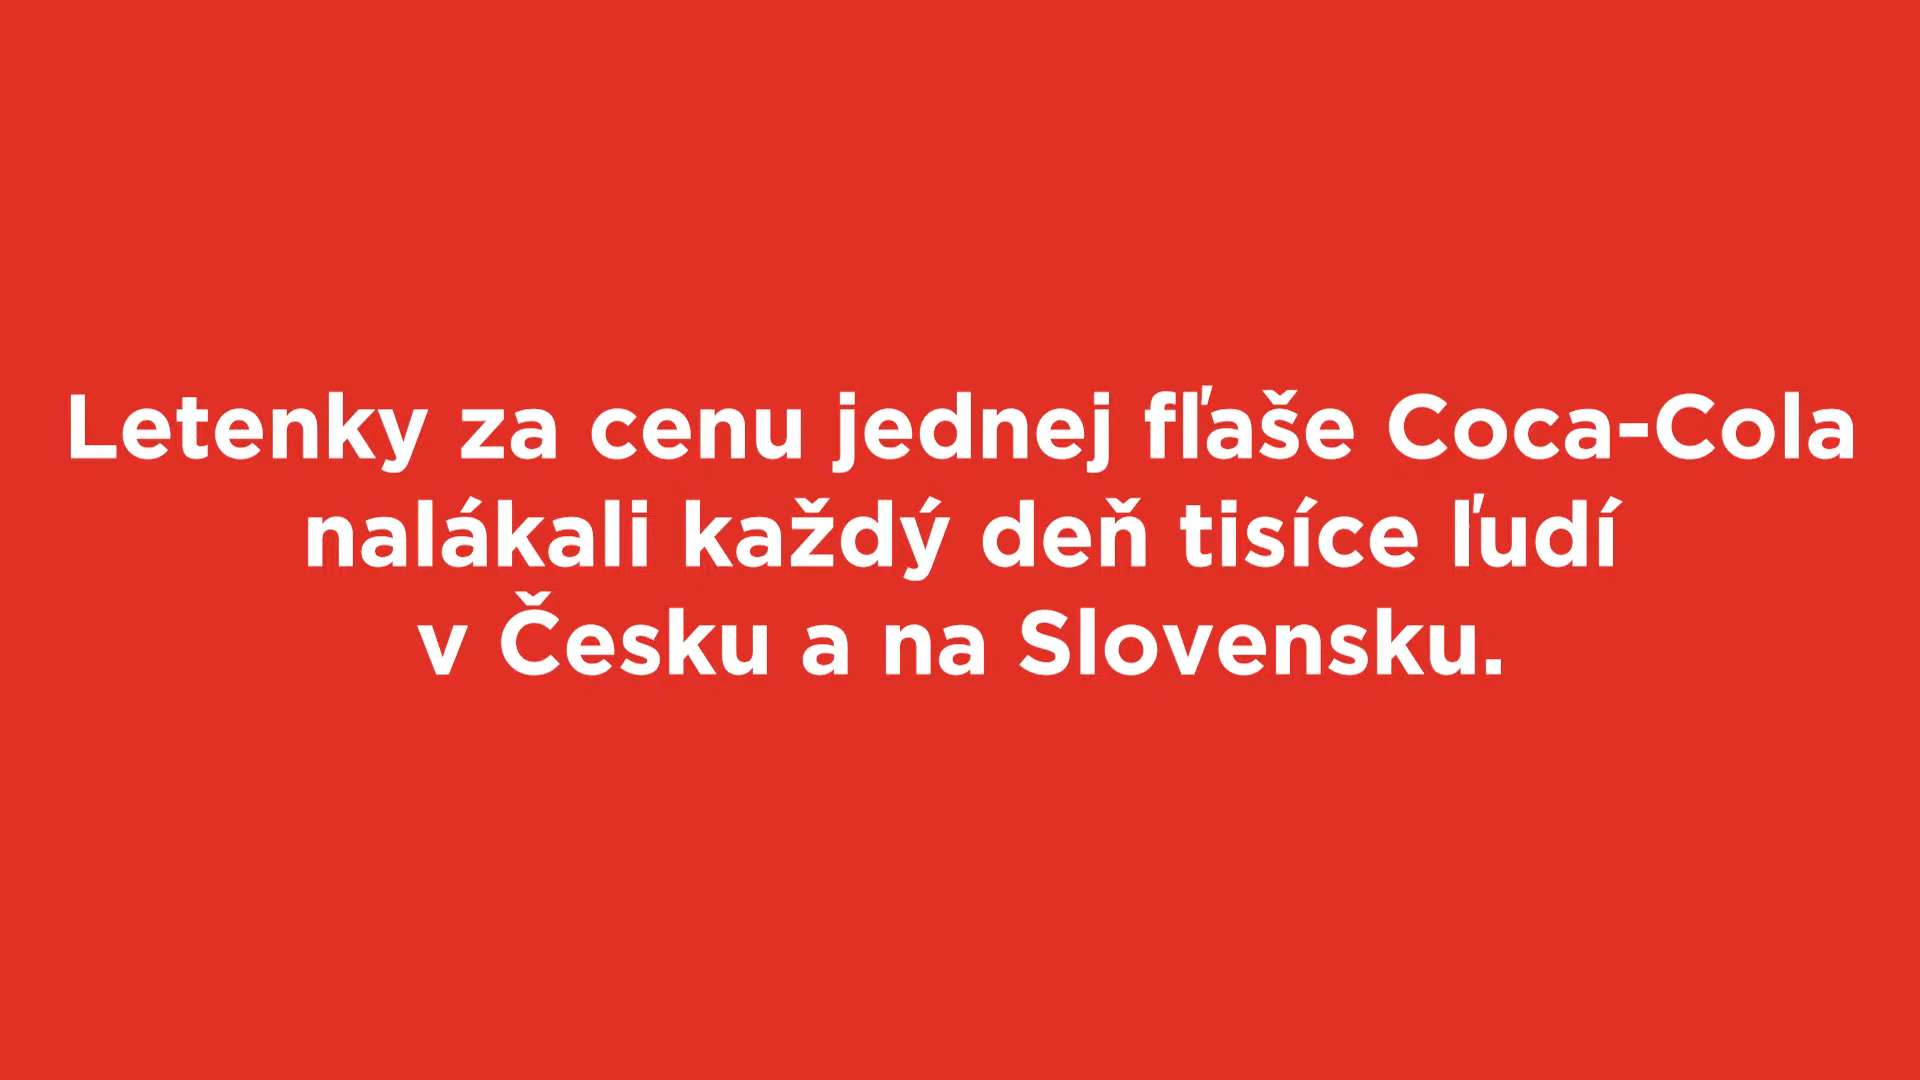 Letenky za cenu jednej fľaše Coca-Cola
nalákali každý deň tisíce ľudí
v Česku a na Slovensku.